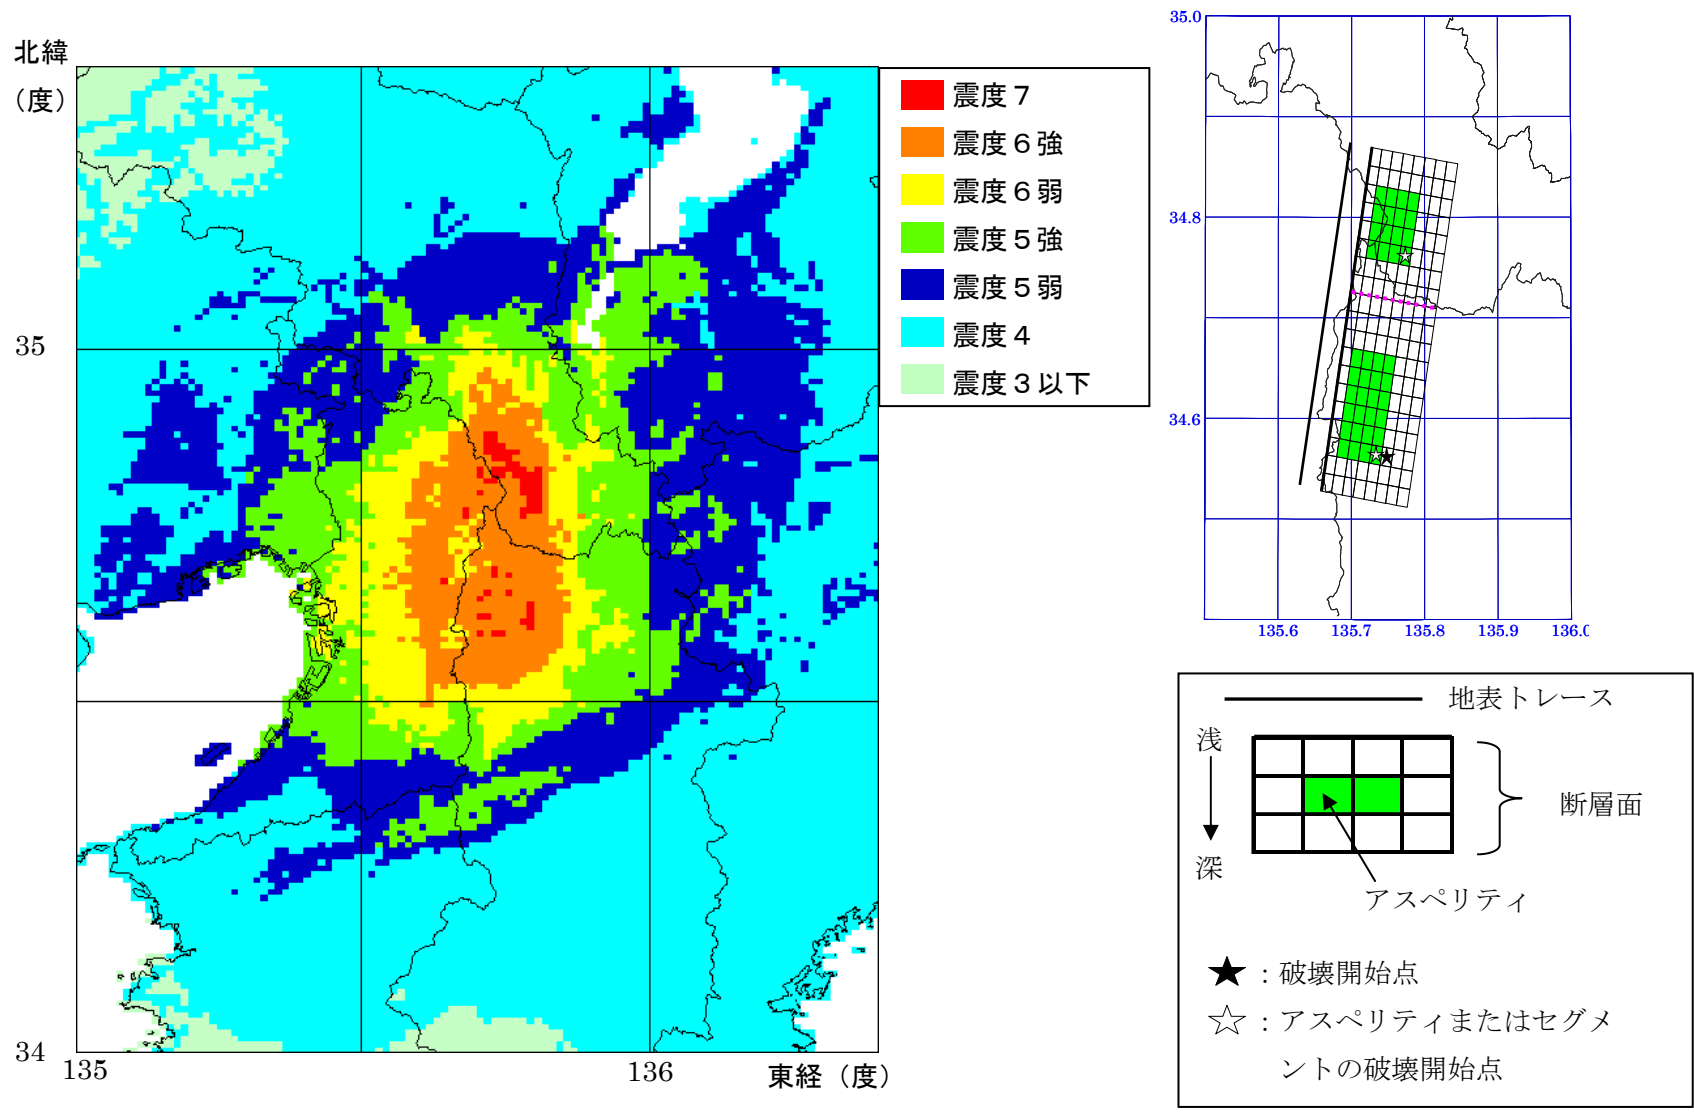 北緯
(度)
35
34
135
136
東経(度)
震度7
震度6強
震度6弱
震度5強
震度5弱
震度4
震度3以下
35.0
34.8
34.6
135.6
135.7
135.8
135.9
136.0
地表トレース
浅
深
断層面
アスペリティ
★:破壊開始点
☆:アスペリティまたはセグメ
ントの破壊開始点